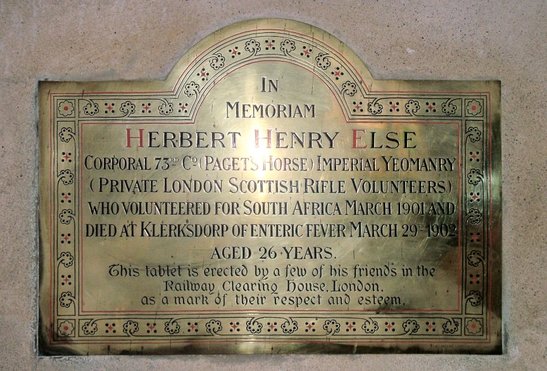 IN
MEMORIAM
HERBERT HENRY ELSE
CORPORAL 73RD CO (PAGET'S HORSE) IMPERIAL YEOMANRY
(PRIVATE LONDON SCOTTISH RIFLE VOLUNTEERS)
WHO VOLUNTEERED FOR SOUTH AFRICA MARCH 1901 AND
DIED AT KLERKSDORP OF ENTERIC FEVER MARCH 29TH 1902
AGED 26 YEARS.
This tablet is erected by a few of his friends in the
Railway Clearing House, London.
as a mark of their respect and esteem.